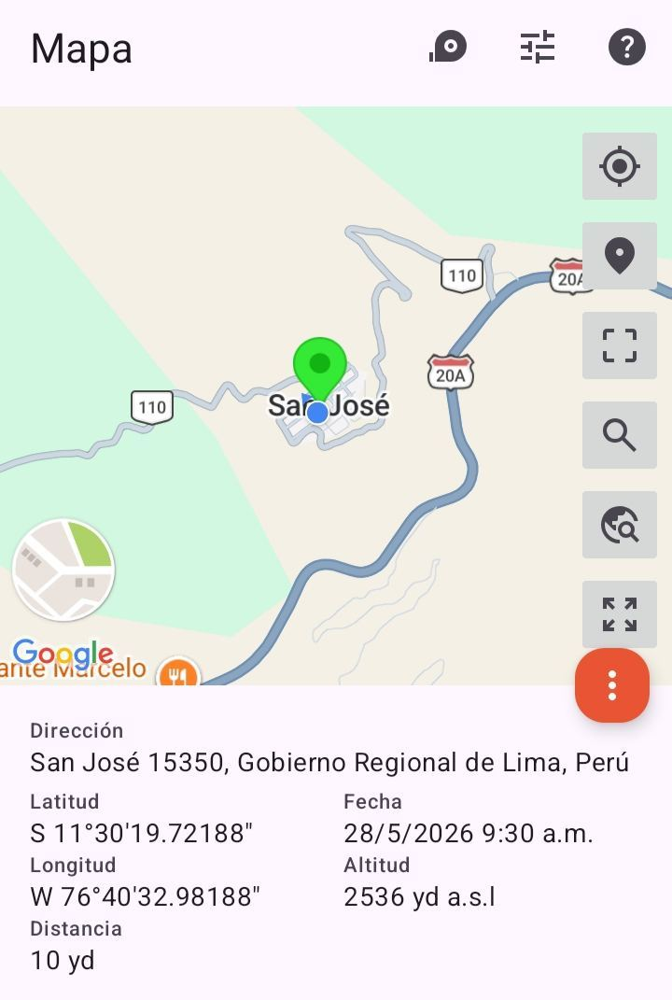 Mapa
110
20A
20A
San José
110
Google
ante Marcelo
Dirección
San José 15350, Gobierno Regional de Lima, Perú
Latitud
S 11°30'19.72188"
Fecha
28/5/2026 9:30 a.m.
Longitud
W 76°40'32.98188"
Altitud
2536 yd a.s.l
Distancia
10 yd